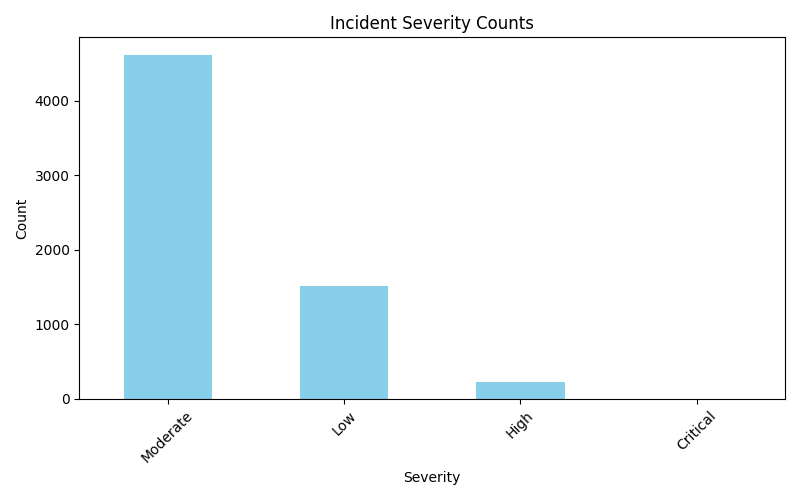 Incident Severity Counts
Count
4000
3000
2000
1000
0
Moderate
Low
High
Critical
Severity